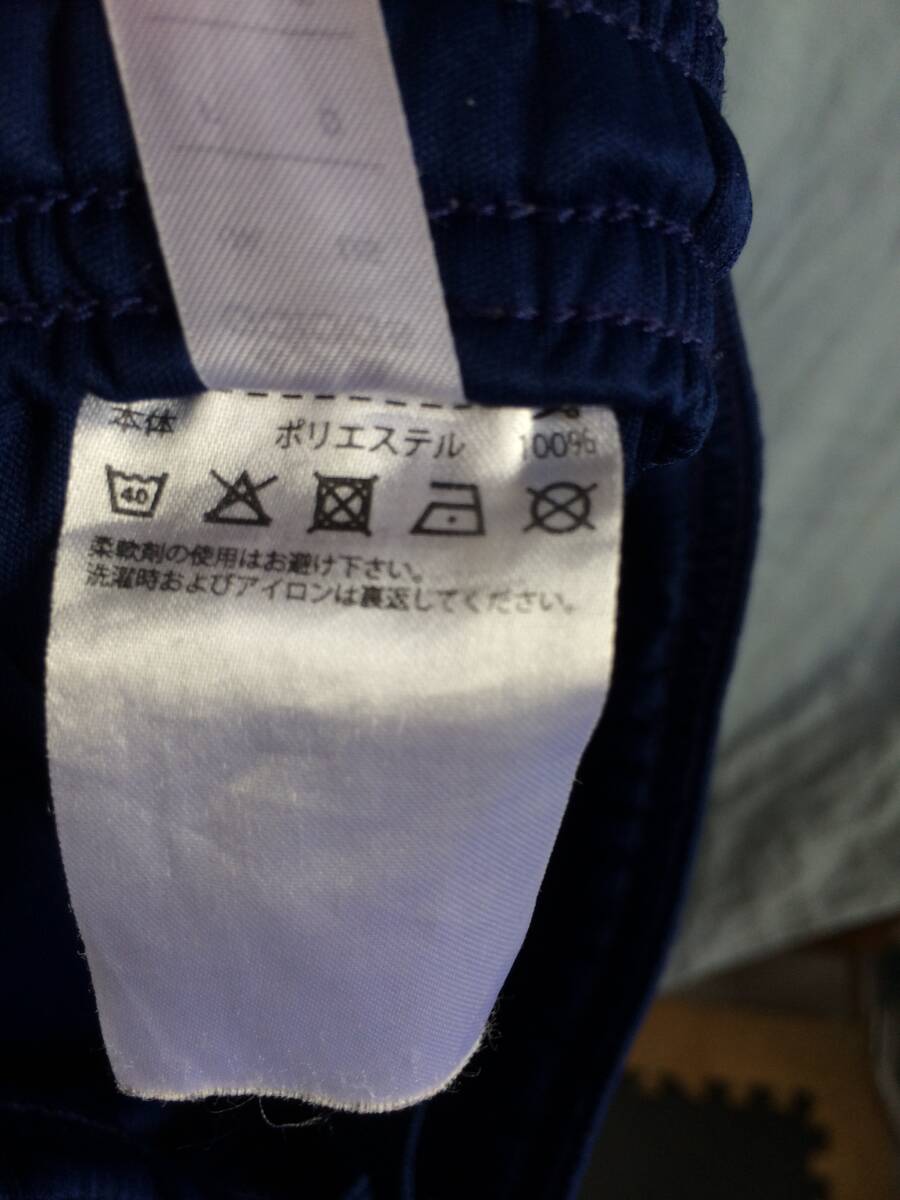 本体 ポリエステル 100%
40
柔軟剤の使用はお避け下さい。
洗濯時およびアイロンは裏返してください。